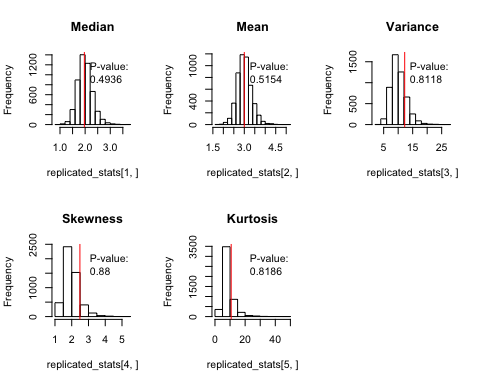 Median
Frequency
0 600 1200
P-value:
0.4936
1.0 2.0 3.0
replicated_stats[1, ]
Mean
Frequency
0 400 1000
P-value:
0.5154
1.5 3.0 4.5
replicated_stats[2, ]
Variance
Frequency
0 500 1500
P-value:
0.8118
5 15 25
replicated_stats[3, ]
Skewness
Frequency
0 1000 2500
P-value:
0.88
1 2 3 4 5
replicated_stats[4, ]
Kurtosis
Frequency
0 1500 3500
P-value:
0.8186
0 20 40
replicated_stats[5, ]